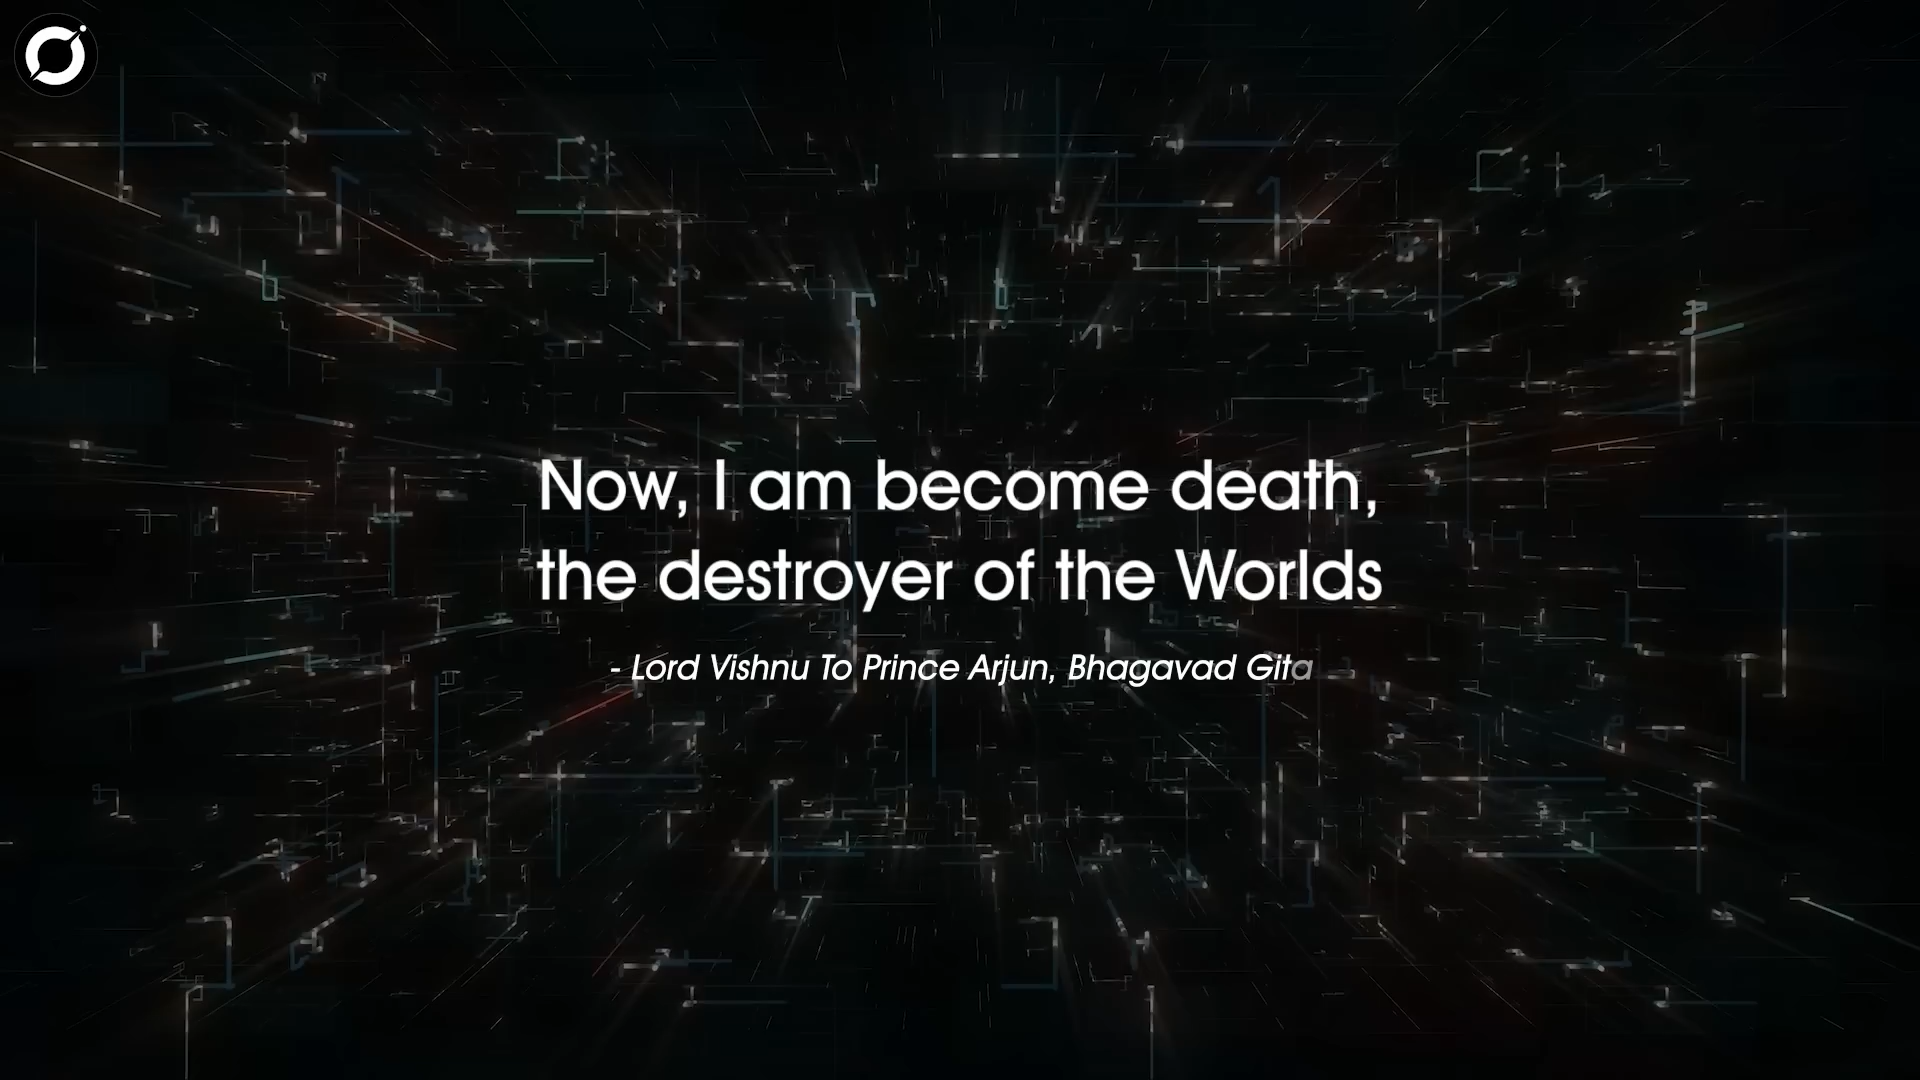 Now, I am become death,
the destroyer of the Worlds
- Lord Vishnu To Prince Arjun, Bhagavad Gita